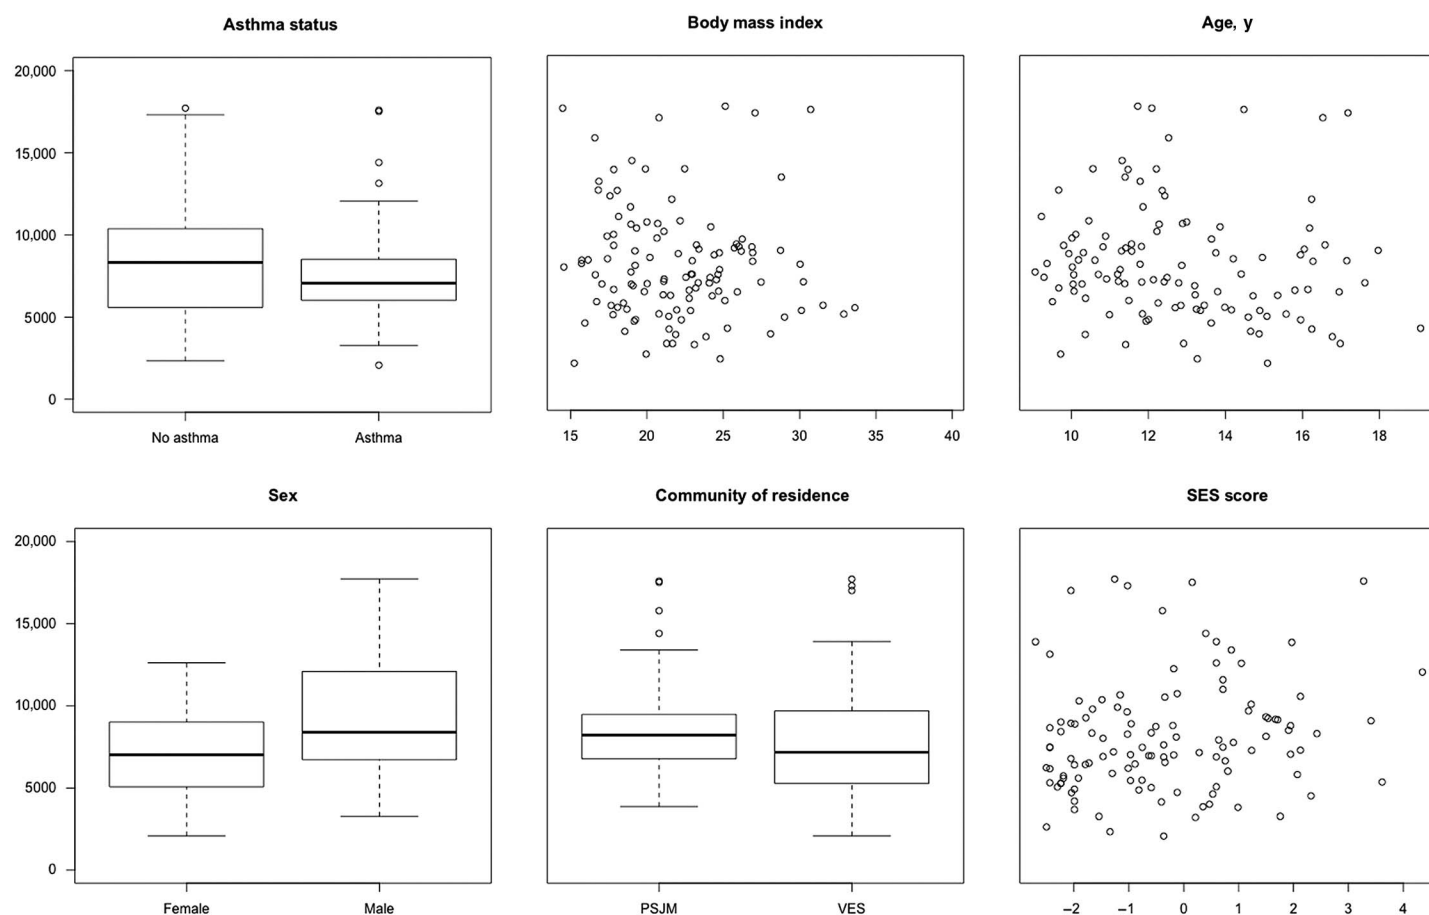 Asthma status
20,000
15,000
10,000
5000
0
No asthma Asthma
Body mass index
15 20 25 30 35 40
Age, y
10 12 14 16 18
Sex
20,000
15,000
10,000
5000
0
Female Male
Community of residence
PSJM VES
SES score
–2 –1 0 1 2 3 4